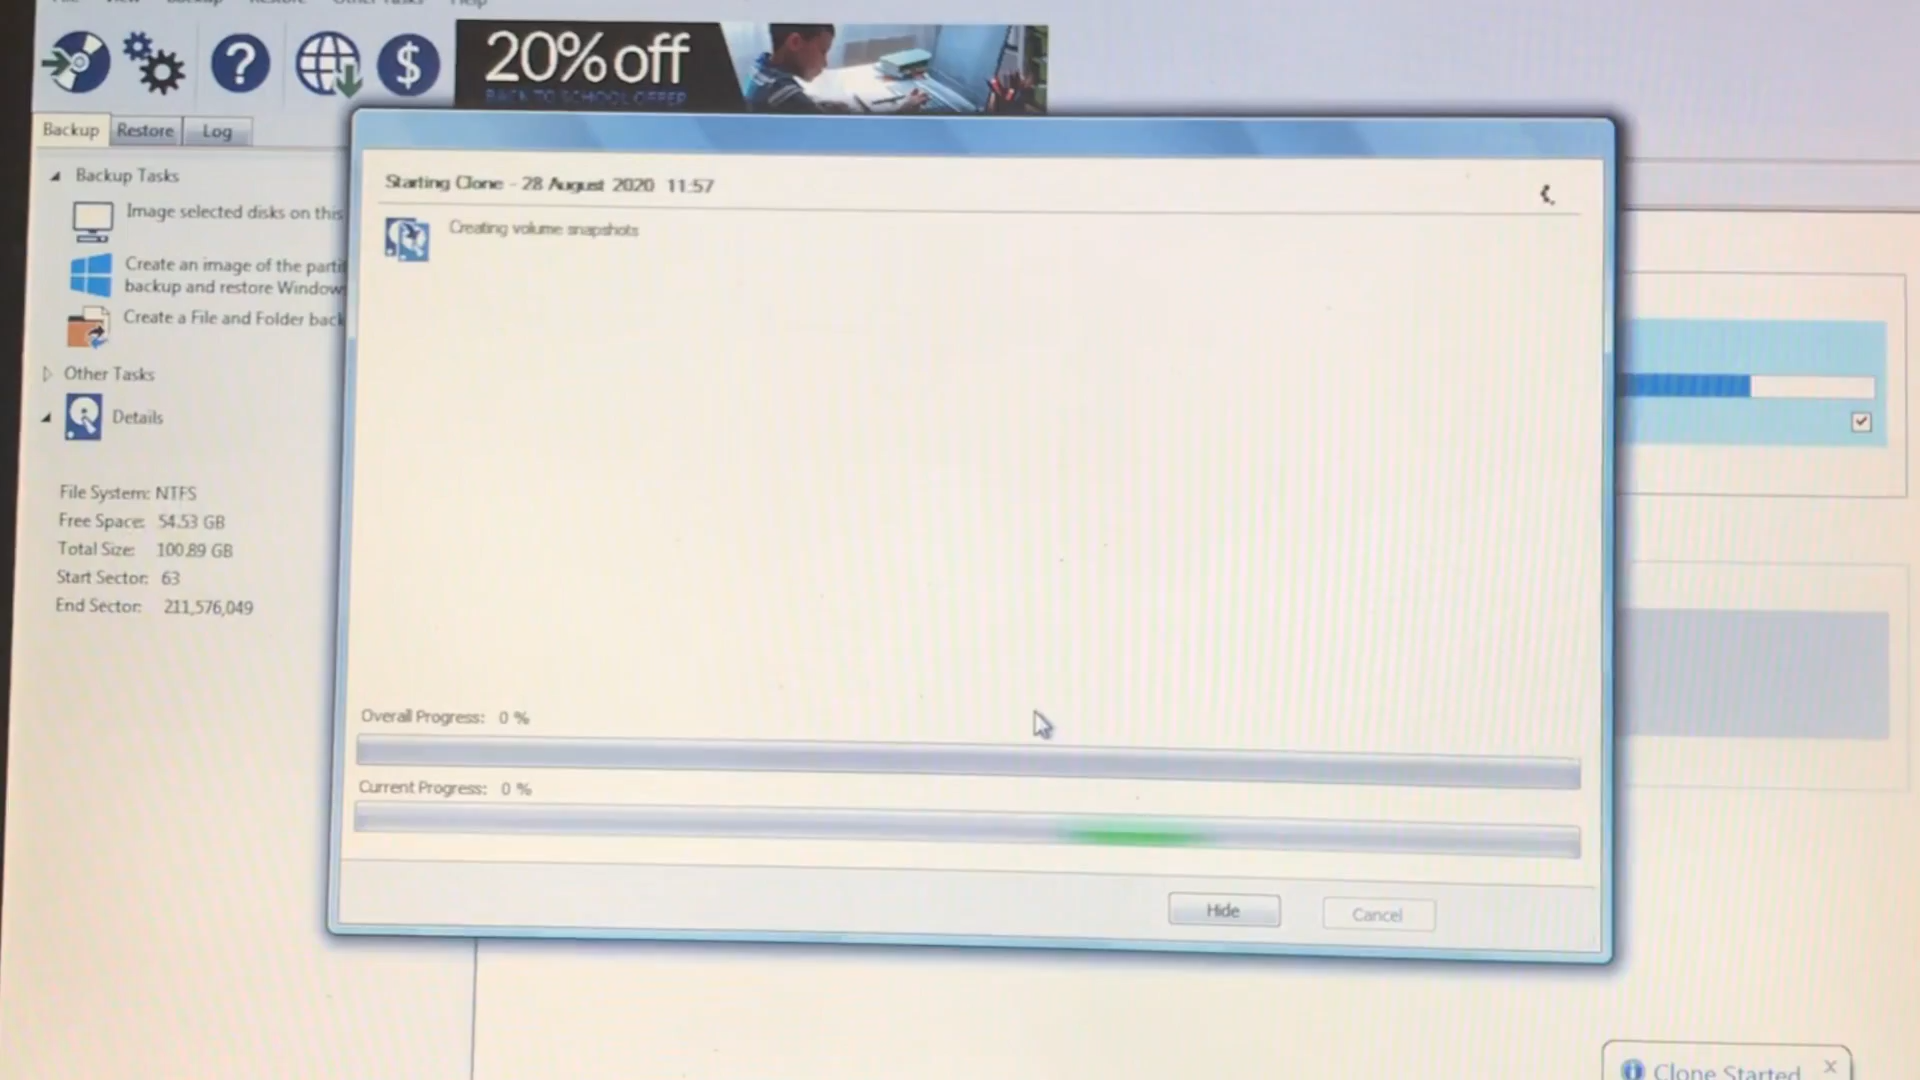 File View Backup Restore Other Tasks Help
20% off
BACK TO SCHOOL OFFER
Backup Restore Log
Backup Tasks
Image selected disks on this
Create an image of the
backup and restore Window
Create a File and Folder
Other Tasks
Details
File System: NTFS
Free Space: 54.53 GB
Total Size: 100.89 GB
Start Sector: 63
End Sector: 211,576,049
Starting Clone - 28 August 2020 11:57
Creating volume snapshots
Overall Progress: 0 %
Current Progress: 0 %
Hide
Cancel
Clone Started